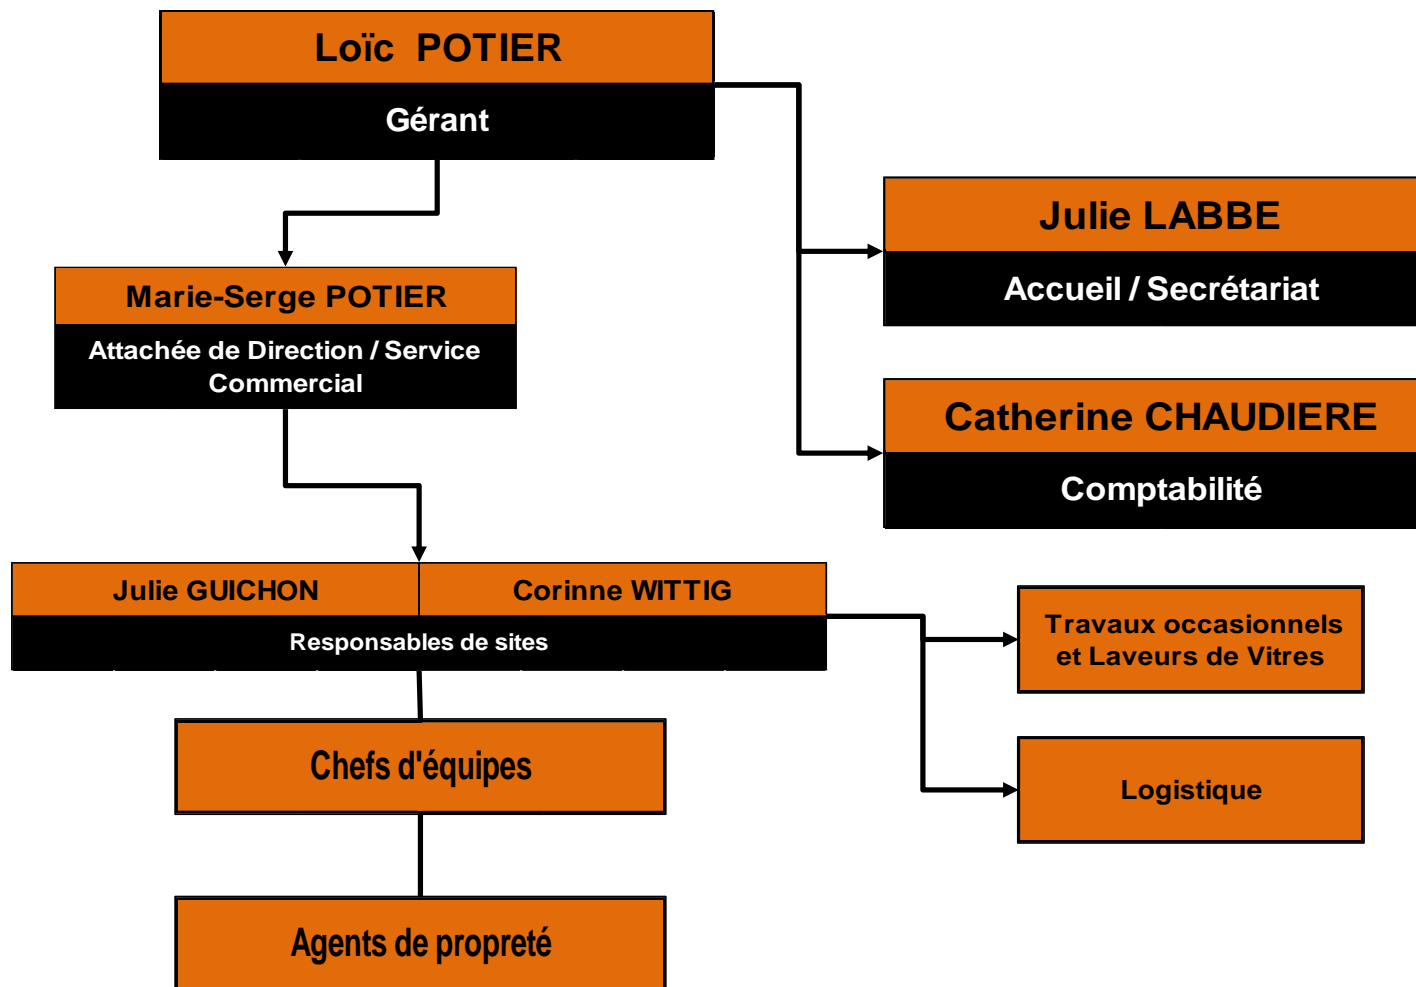 Loïc POTIER
Gérant
Julie LABBE
Accueil / Secrétariat
Marie-Serge POTIER
Attachée de Direction / Service
Commercial
Catherine CHAUDIERE
Comptabilité
Julie GUICHON
Corinne WITTIG
Responsables de sites
Travaux occasionnels
et Laveurs de Vitres
Chefs d'équipes
Logistique
Agents de propreté